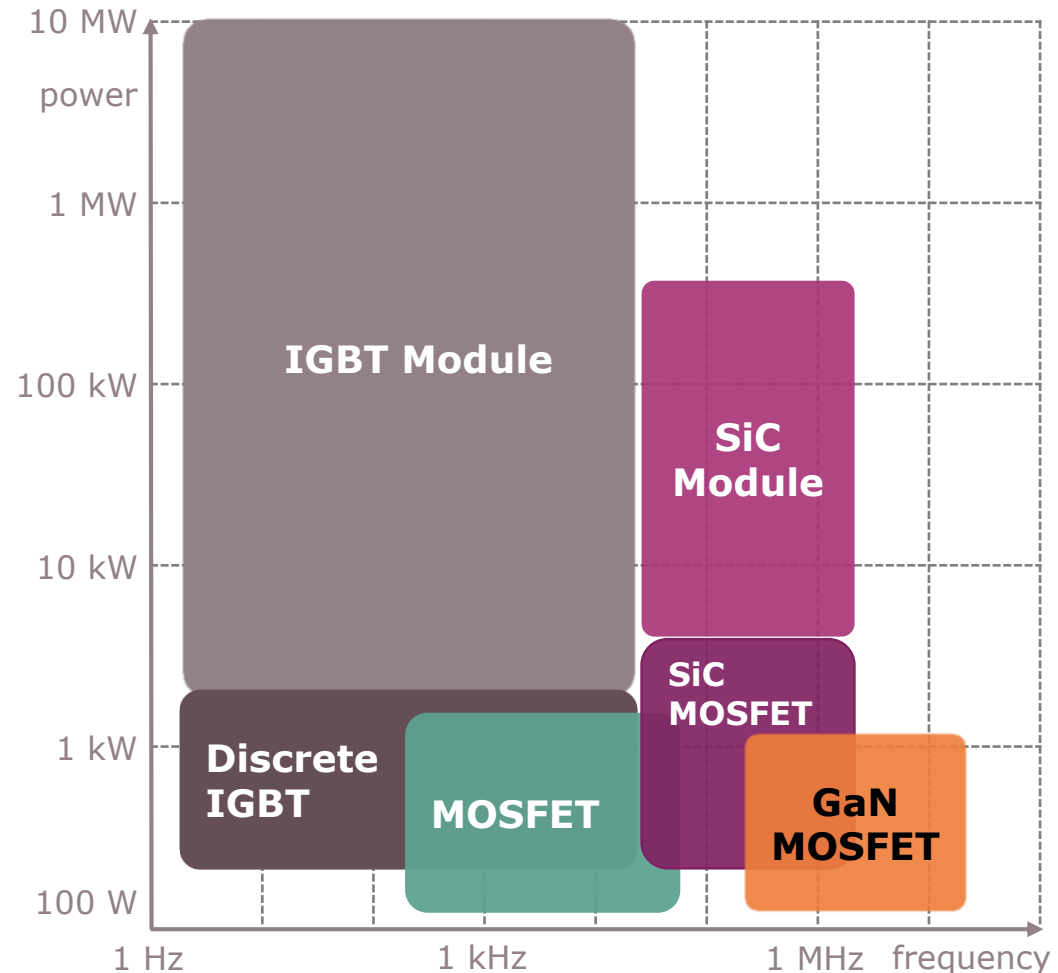 10 MW
power
1 MW
100 kW
10 kW
1 kW
100 W
IGBT Module
SiC
Module
SiC
MOSFET
Discrete
IGBT
MOSFET
GaN
MOSFET
1 Hz
1 kHz
1 MHz
frequency